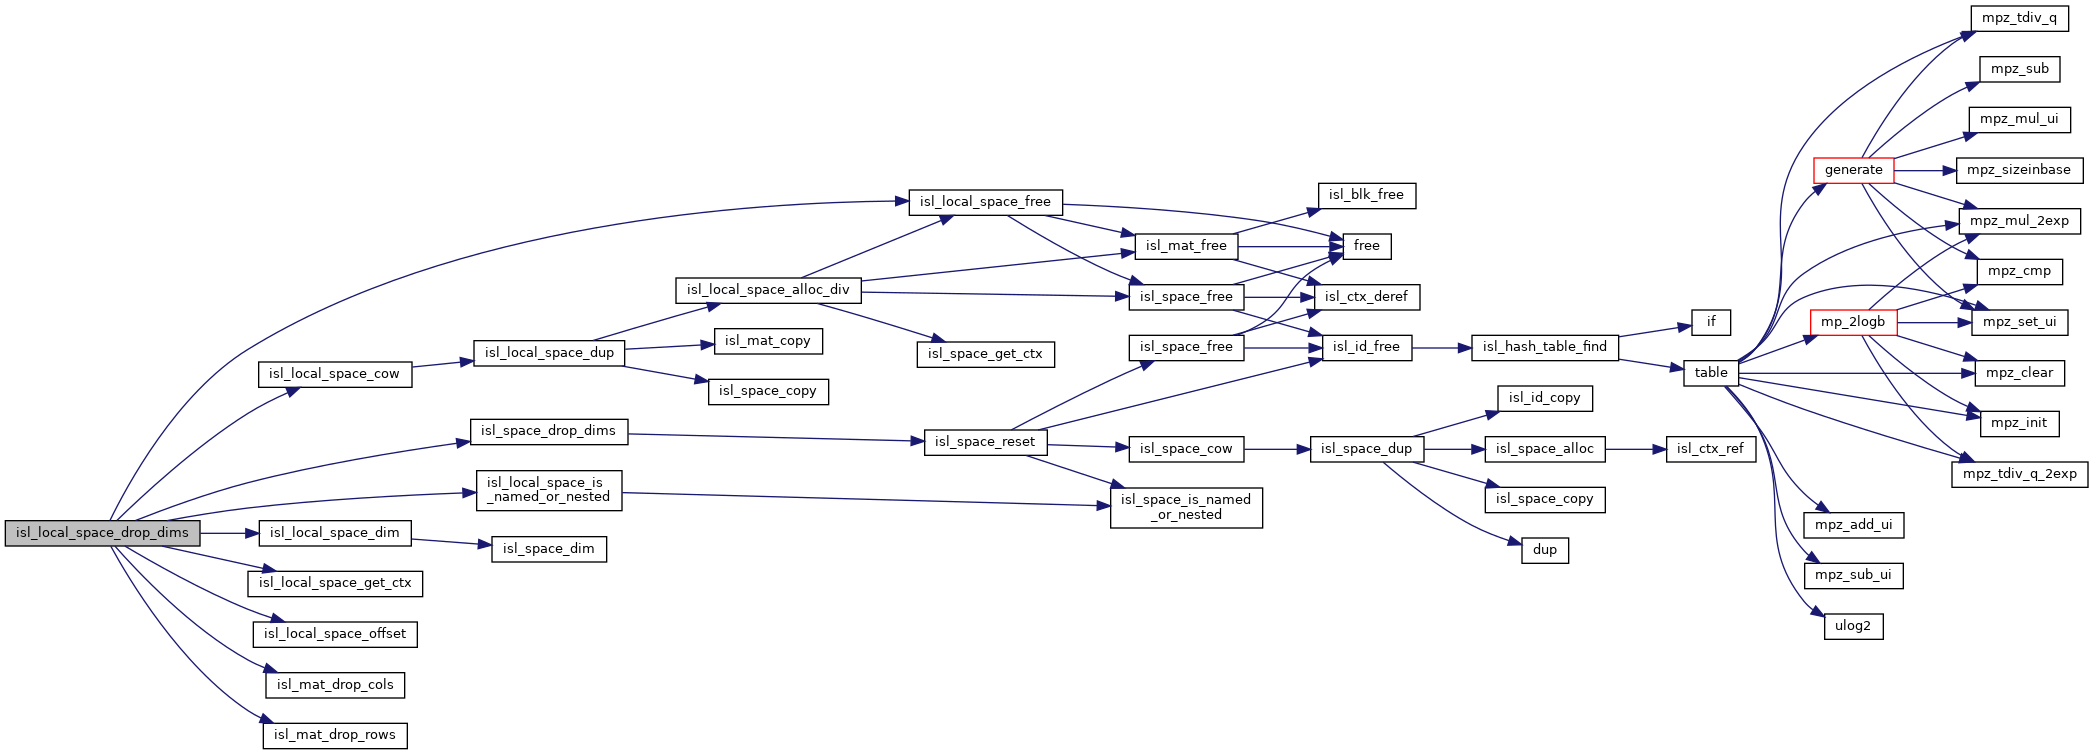 isl_local_space_drop_dims
isl_local_space_free
isl_local_space_cow
isl_space_drop_dims
isl_local_space_is
_named_or_nested
isl_local_space_dim
isl_local_space_get_ctx
isl_local_space_offset
isl_mat_drop_cols
isl_mat_drop_rows
isl_local_space_dup
isl_space_dim
isl_local_space_alloc_div
isl_mat_copy
isl_space_copy
isl_space_get_ctx
isl_space_reset
isl_mat_free
isl_space_free
isl_space_free
isl_space_cow
isl_space_is_named
_or_nested
isl_blk_free
free
isl_ctx_deref
isl_id_free
isl_space_dup
isl_hash_table_find
isl_id_copy
isl_space_alloc
isl_space_copy
dup
if
table
isl_ctx_ref
generate
mp_2logb
mpz_add_ui
mpz_sub_ui
ulog2
mpz_tdiv_q
mpz_sub
mpz_mul_ui
mpz_sizeinbase
mpz_mul_2exp
mpz_cmp
mpz_set_ui
mpz_clear
mpz_init
mpz_tdiv_q_2exp